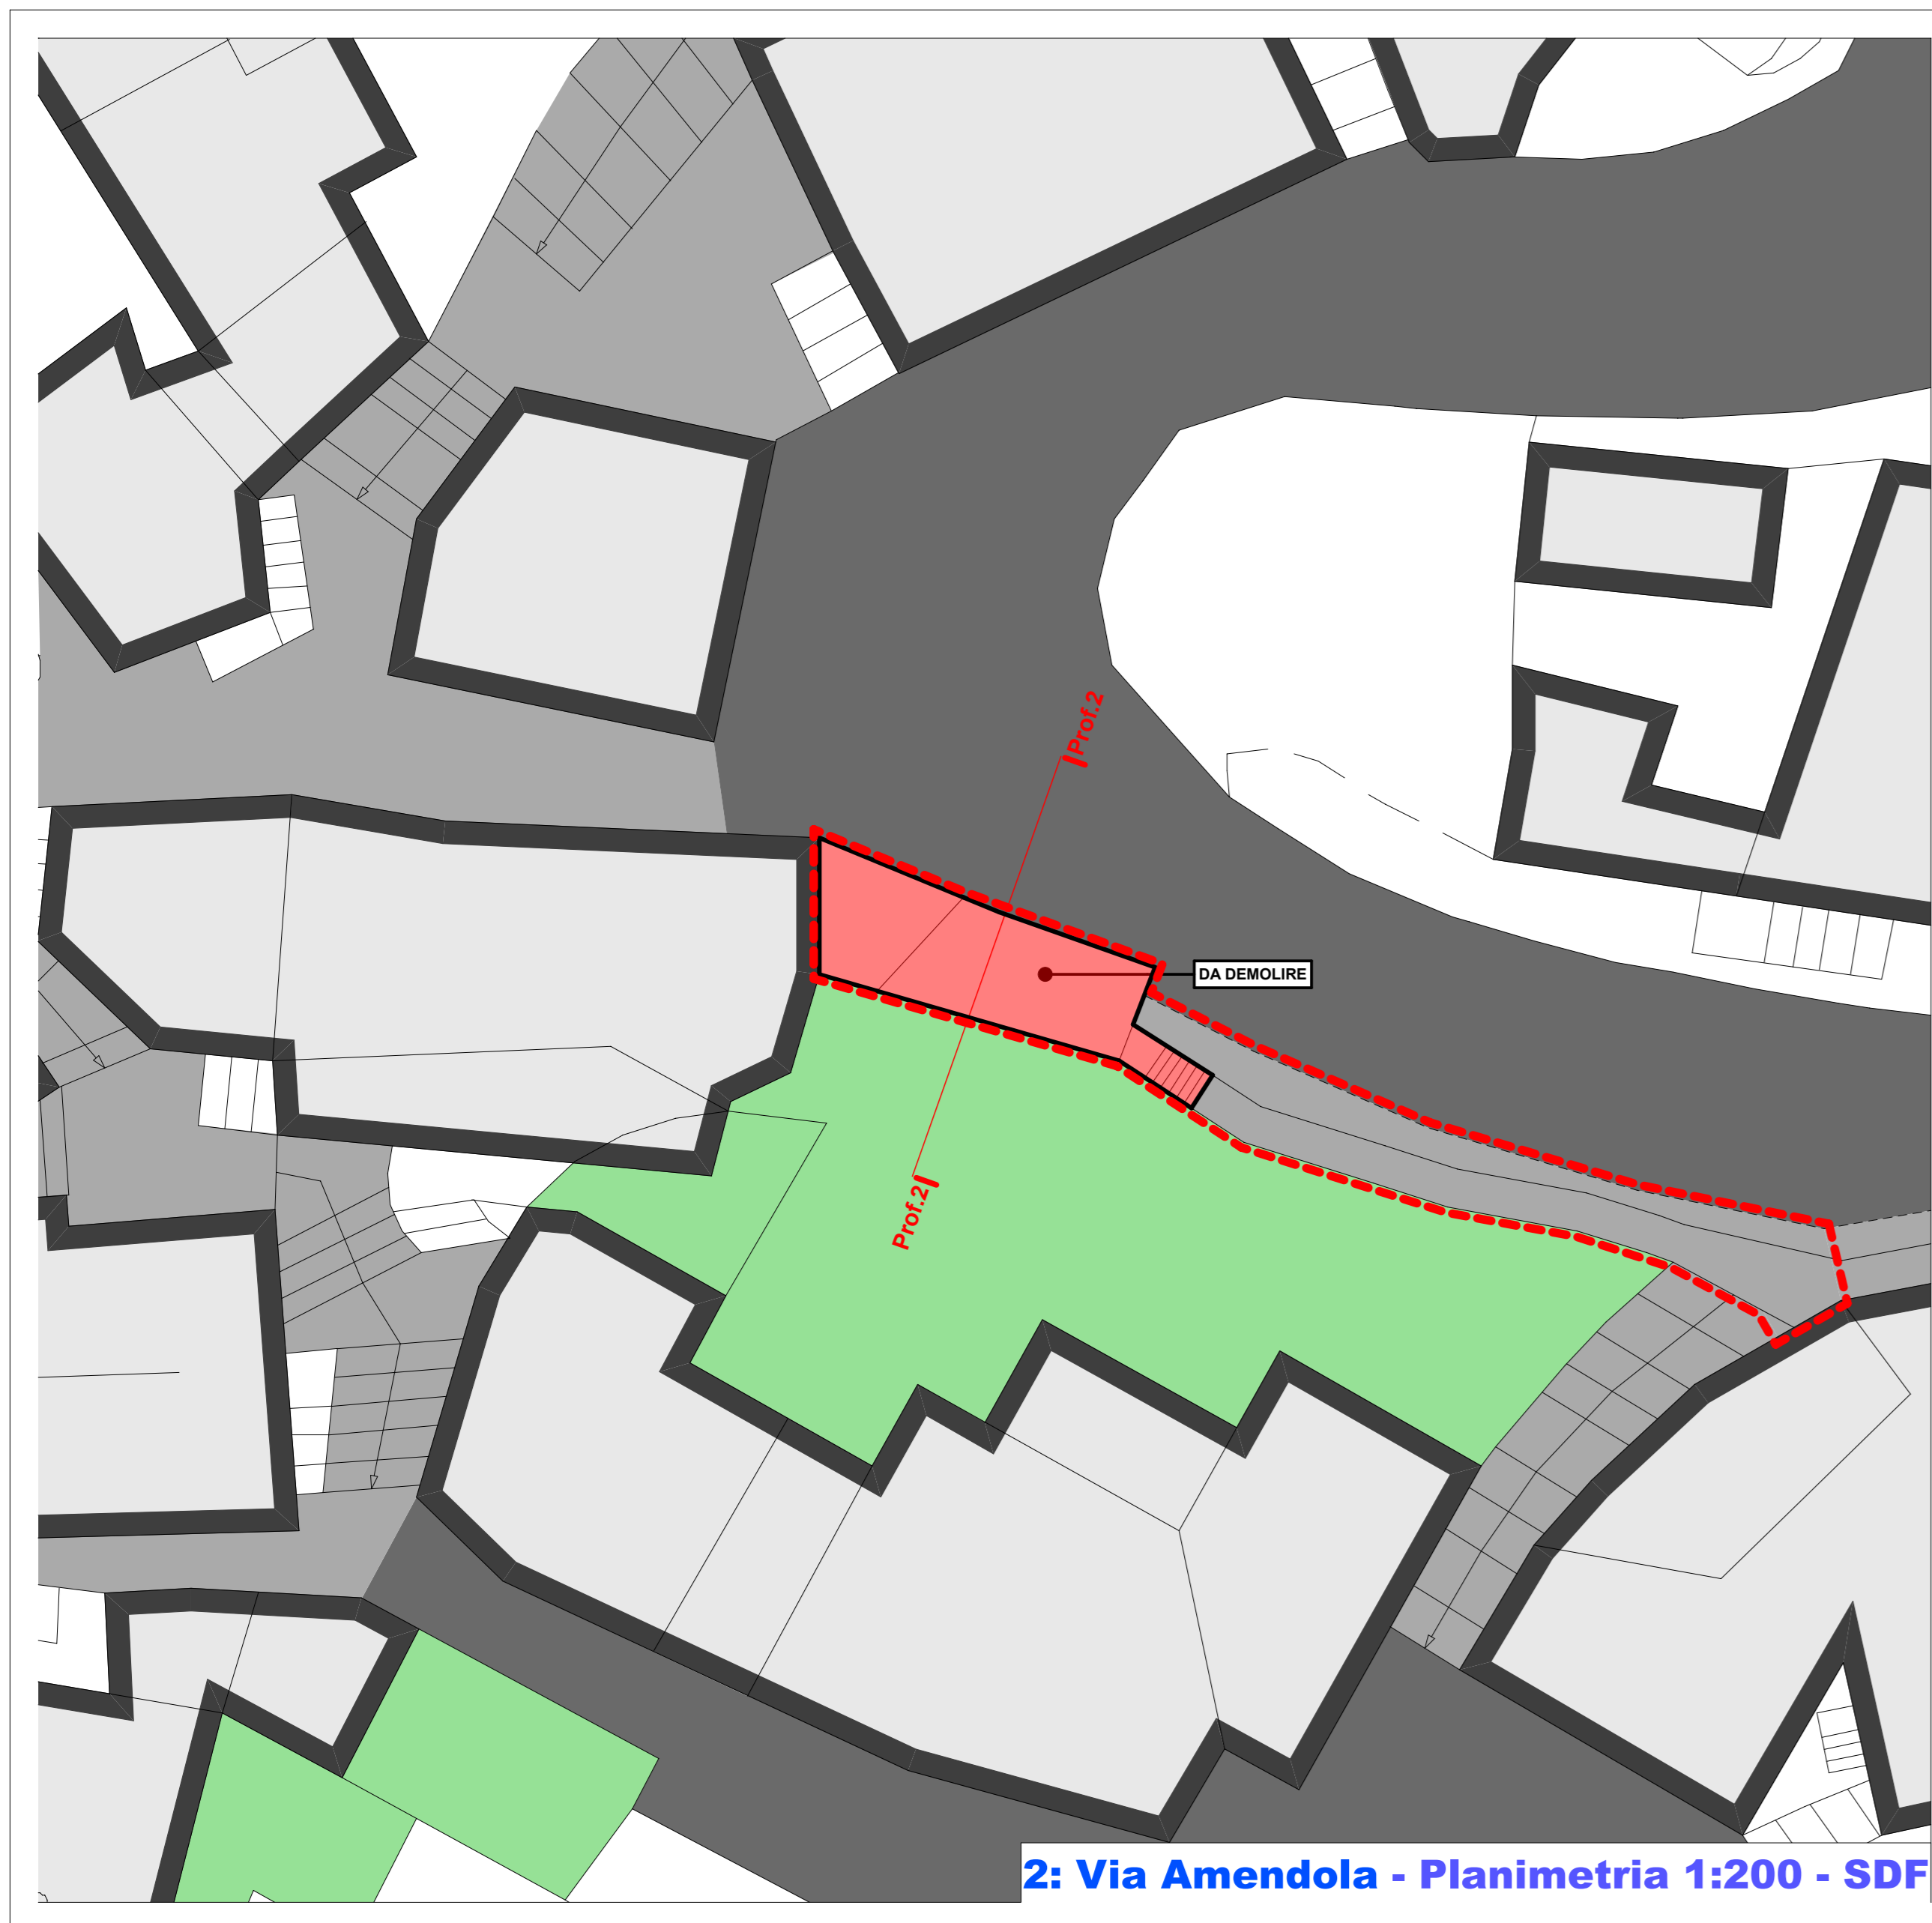 Prof.2
DA DEMOLIRE
Prof.2
2: Via Amendola - Planimetria 1:200 - SDF